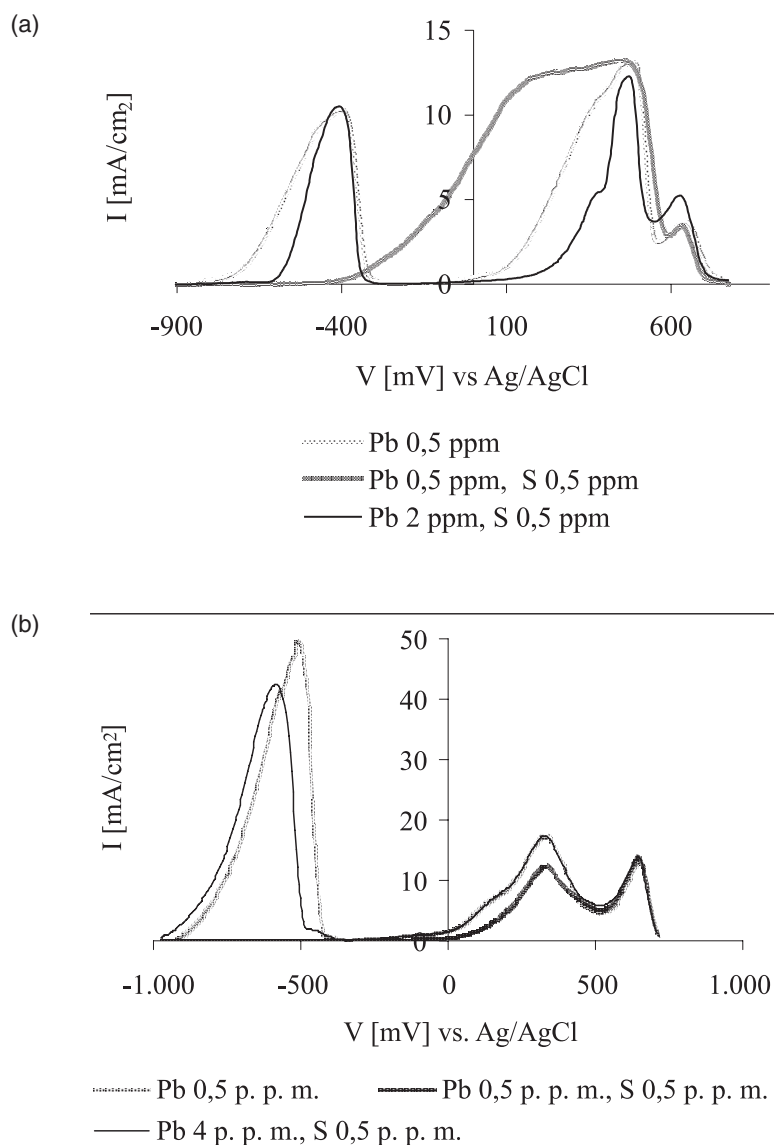 (a)
15
10
5
0
I [mA/cm₂]
-900 -400 100 600
V [mV] vs Ag/AgCl
Pb 0,5 ppm
Pb 0,5 ppm, S 0,5 ppm
Pb 2 ppm, S 0,5 ppm
(b)
50
40
30
20
10
0
I [mA/cm²]
-1.000 -500 0 500 1.000
V [mV] vs. Ag/AgCl
Pb 0,5 p. p. m. Pb 0,5 p. p. m., S 0,5 p. p. m.
Pb 4 p. p. m., S 0,5 p. p. m.